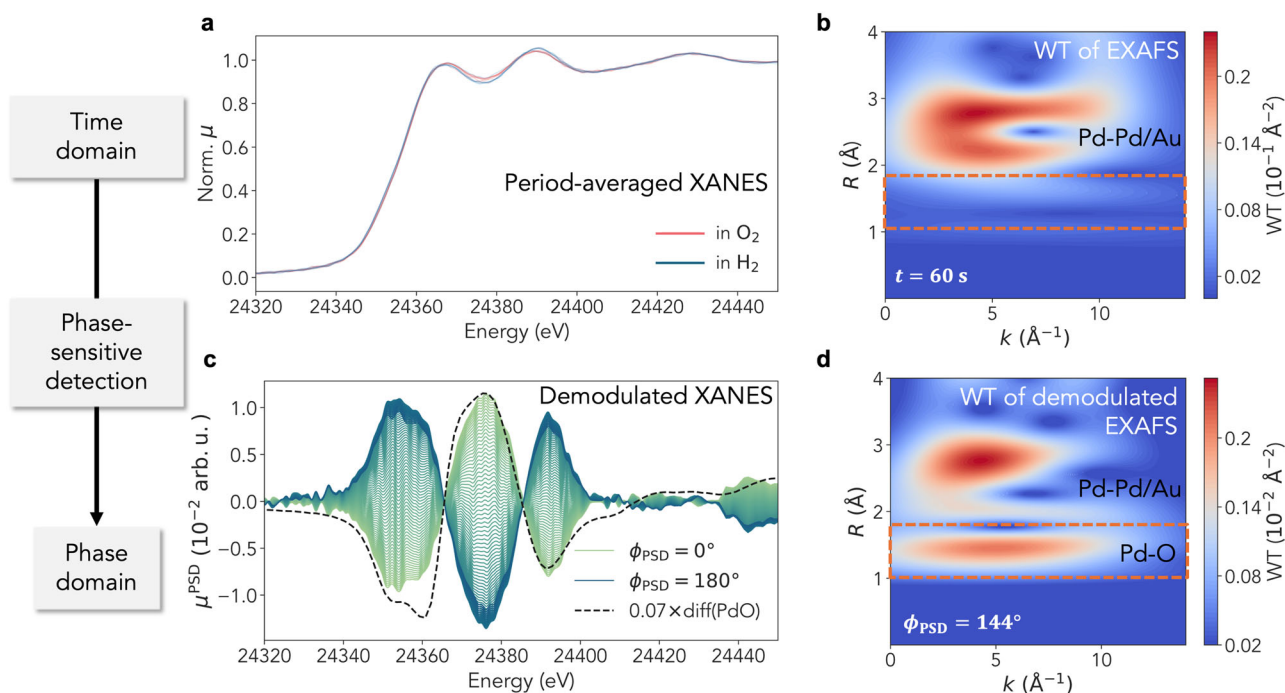 Time
domain
Phase-
sensitive
detection
Phase
domain
a
Norm. μ
1.0
0.8
0.6
0.4
0.2
0.0
Period-averaged XANES
in O₂
in H₂
24320 24340 24360 24380 24400 24420 24440
Energy (eV)
b
R (Å)
4
3
2
1
WT of EXAFS
Pd-Pd/Au
t = 60 s
0 5 10
k (Å⁻¹)
0.2
0.14
0.08
0.02
WT (10⁻¹ Å⁻²)
c
μᴾˢᴰ (10⁻² arb. u.)
1.0
0.5
0.0
−0.5
−1.0
Demodulated XANES
ϕPSD = 0°
ϕPSD = 180°
0.07×diff(PdO)
24320 24340 24360 24380 24400 24420 24440
Energy (eV)
d
R (Å)
4
3
2
1
WT of demodulated
EXAFS
Pd-Pd/Au
Pd-O
ϕPSD = 144°
0 5 10
k (Å⁻¹)
0.2
0.14
0.08
0.02
WT (10⁻² Å⁻²)